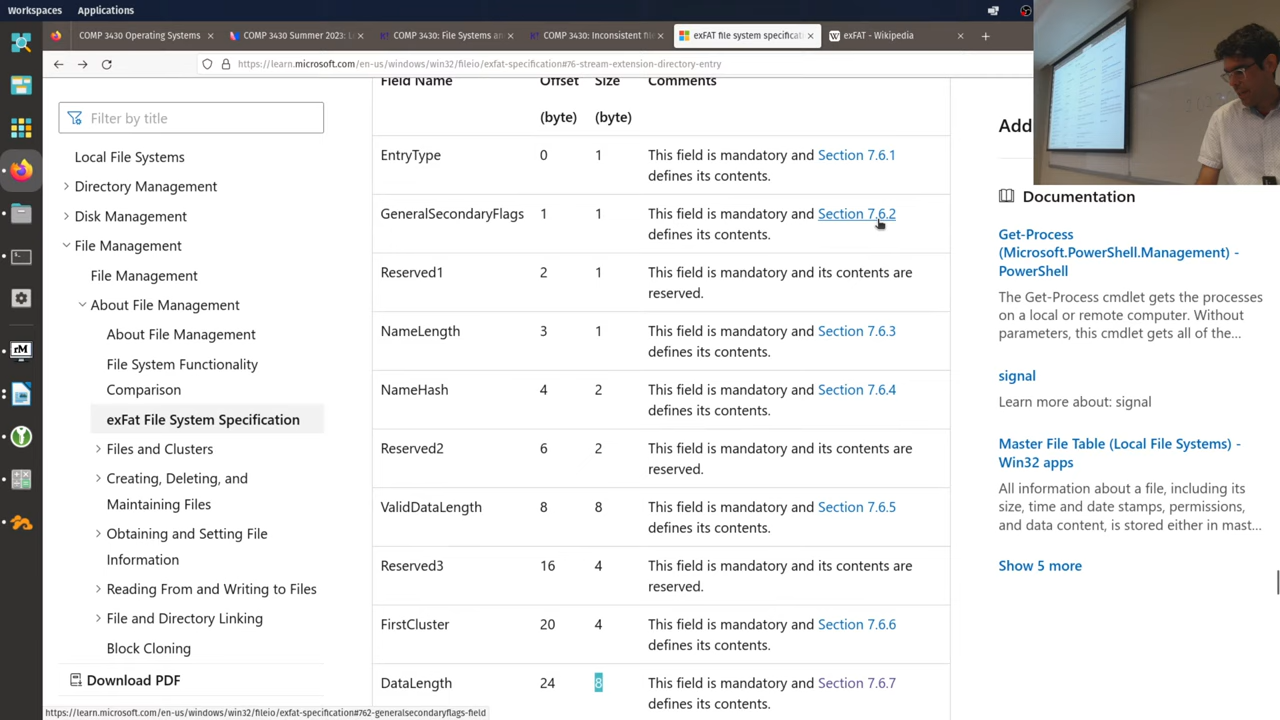 Workspaces Applications
COMP 3430 Operating Systems
COMP 3430 Summer 2023: L
COMP 3430: File Systems an
COMP 3430: Inconsistent file
exFAT file system specificati
exFAT - Wikipedia
https://learn.microsoft.com/en-us/windows/win32/fileio/exfat-specification#76-stream-extension-directory-entry
Filter by title
Local File Systems
Directory Management
Disk Management
File Management
File Management
About File Management
About File Management
File System Functionality
Comparison
exFat File System Specification
Files and Clusters
Creating, Deleting, and
Maintaining Files
Obtaining and Setting File
Information
Reading From and Writing to Files
File and Directory Linking
Block Cloning
Download PDF
Field Name Offset Size Comments
(byte) (byte)
EntryType 0 1 This field is mandatory and Section 7.6.1
defines its contents.
GeneralSecondaryFlags 1 1 This field is mandatory and Section 7.6.2
defines its contents.
Reserved1 2 1 This field is mandatory and its contents are
reserved.
NameLength 3 1 This field is mandatory and Section 7.6.3
defines its contents.
NameHash 4 2 This field is mandatory and Section 7.6.4
defines its contents.
Reserved2 6 2 This field is mandatory and its contents are
reserved.
ValidDataLength 8 8 This field is mandatory and Section 7.6.5
defines its contents.
Reserved3 16 4 This field is mandatory and its contents are
reserved.
FirstCluster 20 4 This field is mandatory and Section 7.6.6
defines its contents.
DataLength 24 8 This field is mandatory and Section 7.6.7
defines its contents.
Add
Documentation
Get-Process
(Microsoft.PowerShell.Management) -
PowerShell
The Get-Process cmdlet gets the processes
on a local or remote computer. Without
parameters, this cmdlet gets all of the...
signal
Learn more about: signal
Master File Table (Local File Systems) -
Win32 apps
All information about a file, including its
size, time and date stamps, permissions,
and data content, is stored either in mast...
Show 5 more
https://learn.microsoft.com/en-us/windows/win32/fileio/exfat-specification#762-generalsecondaryflags-field